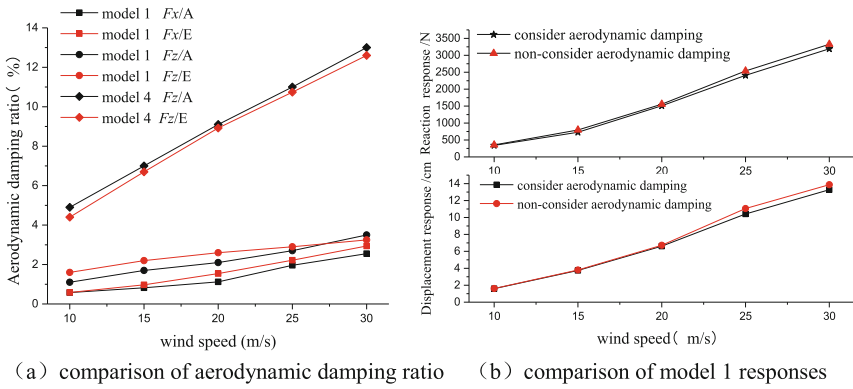 model 1 Fx/A
model 1 Fx/E
model 1 Fz/A
model 1 Fz/E
model 4 Fz/A
model 4 Fz/E
Aerodynamic damping ratio（%）
14
12
10
8
6
4
2
0
10 15 20 25 30
wind speed (m/s)
（a）comparison of aerodynamic damping ratio
consider aerodynamic damping
non-consider aerodynamic damping
Reaction response /N
3500
3000
2500
2000
1500
1000
500
0
10 15 20 25 30
consider aerodynamic damping
non-consider aerodynamic damping
Displacement response /cm
14
12
10
8
6
4
2
0
10 15 20 25 30
wind speed（ m/s）
（b）comparison of model 1 responses